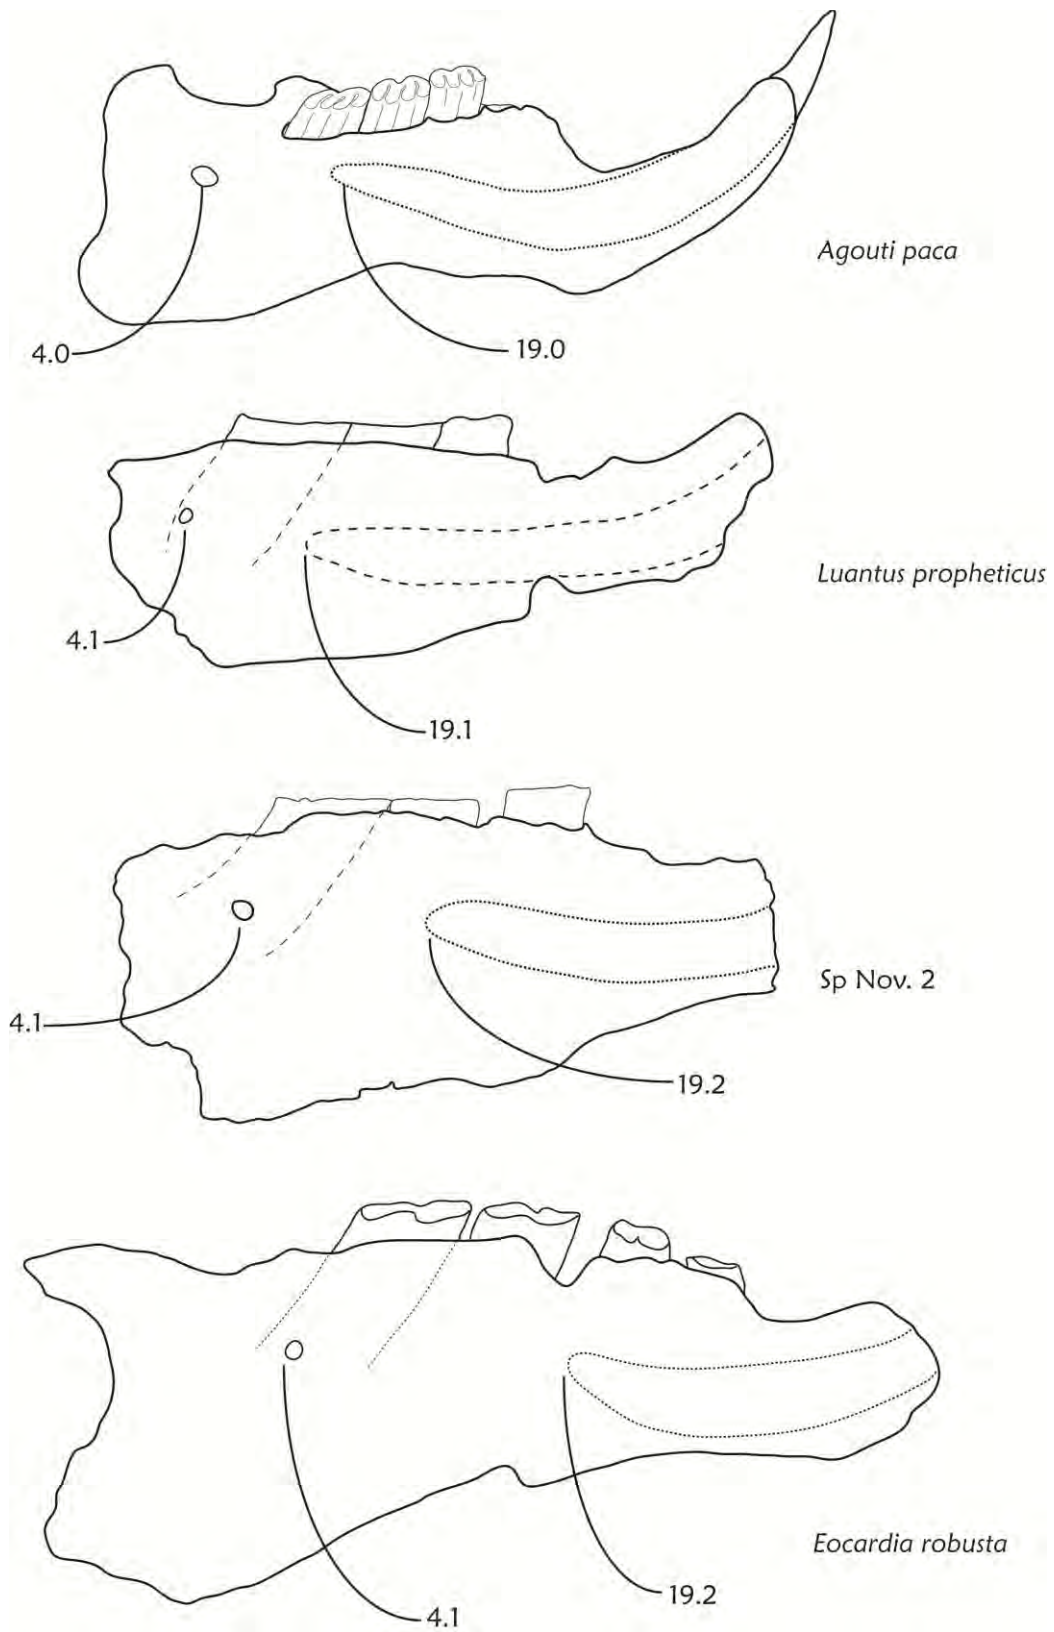 Agouti paca
4.0
19.0
Luantus propheticus
4.1
19.1
Sp Nov. 2
4.1
19.2
Eocardia robusta
19.2
4.1